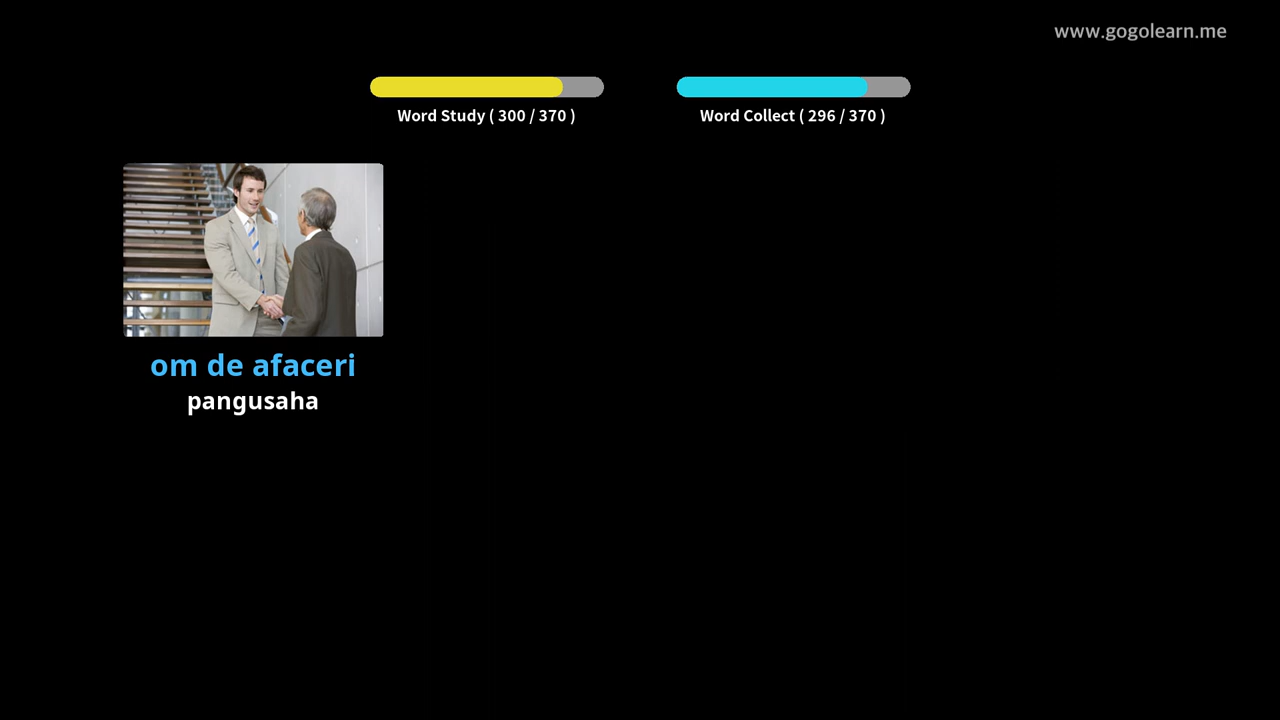 www.gogolearn.me
Word Study ( 300 / 370 )
Word Collect ( 296 / 370 )
om de afaceri
pangusaha